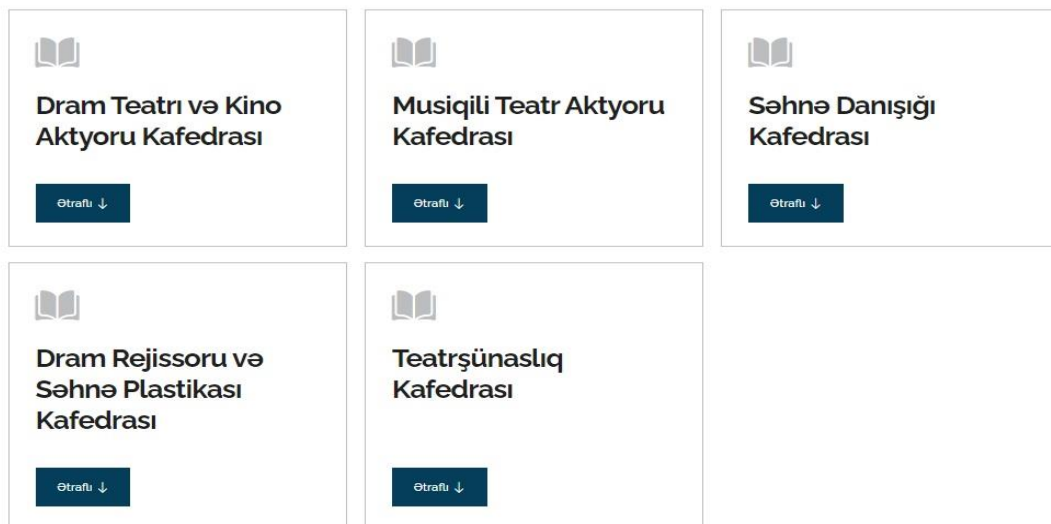 Dram Teatrı və Kino
Aktyoru Kafedrası
Ətraflı ↓
Musiqili Teatr Aktyoru
Kafedrası
Ətraflı ↓
Səhnə Danışığı
Kafedrası
Ətraflı ↓
Dram Rejissoru və
Səhnə Plastikası
Kafedrası
Ətraflı ↓
Teatrşünaslıq
Kafedrası
Ətraflı ↓